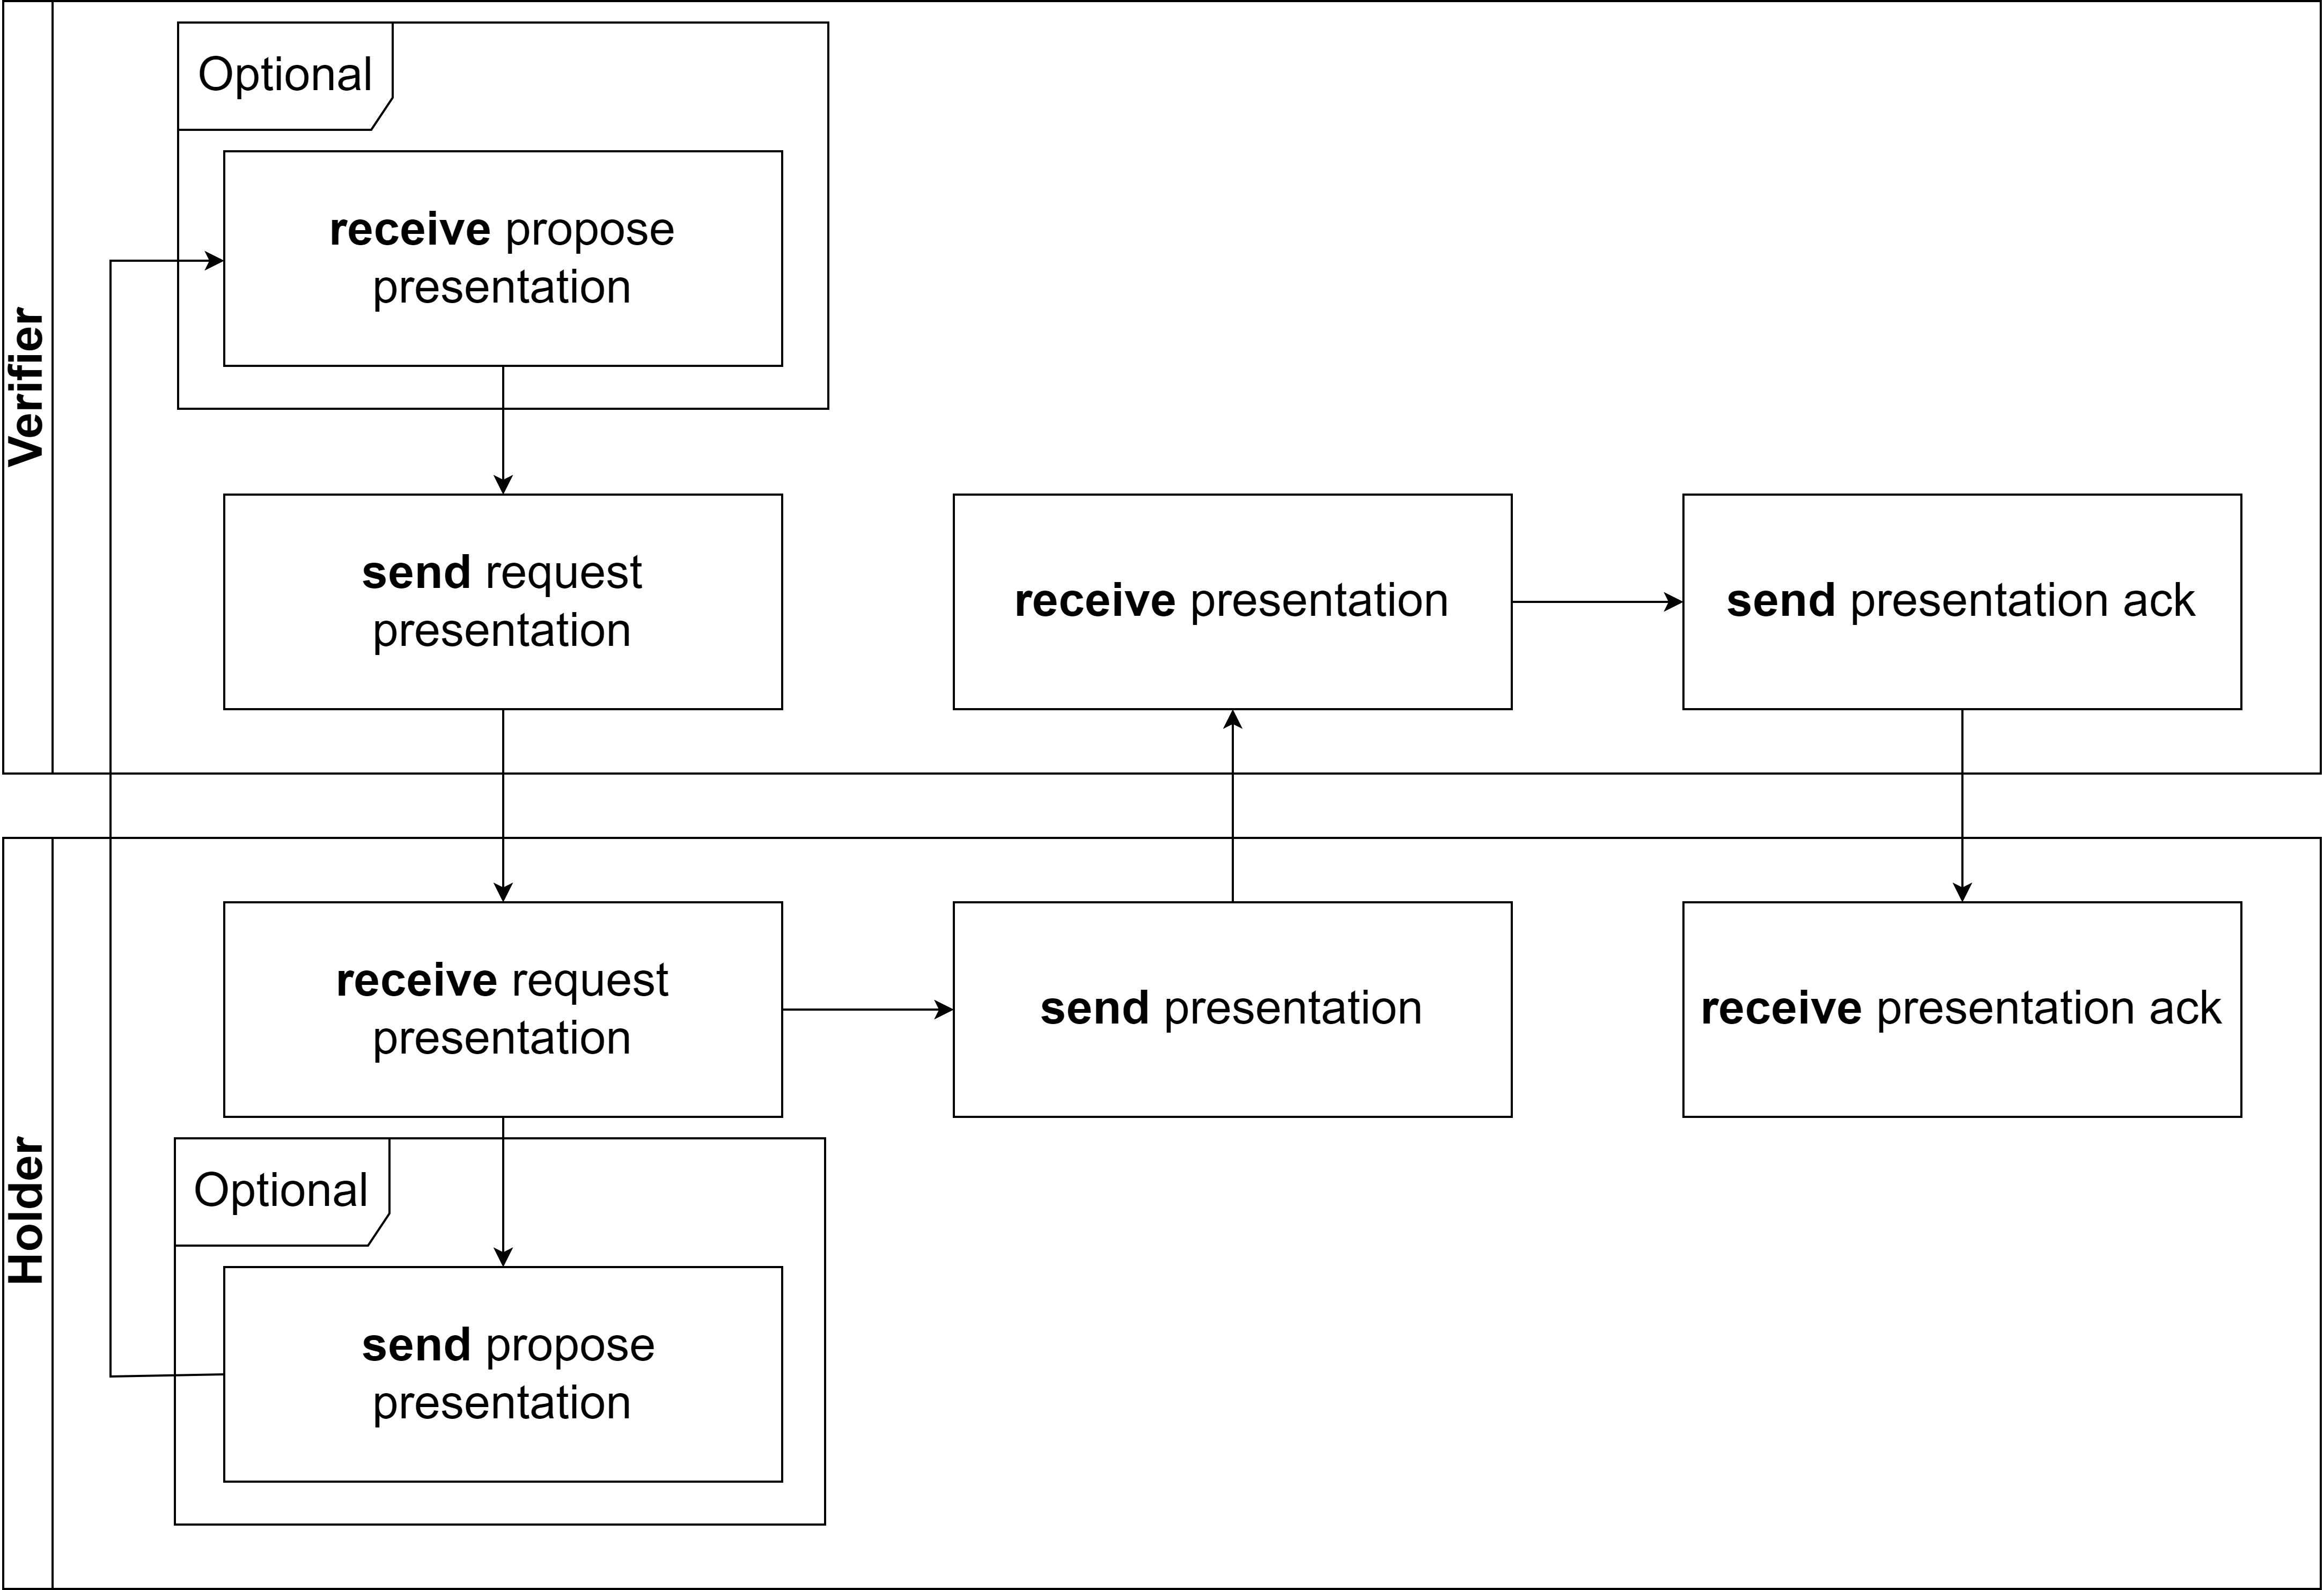 Verifier
Optional
receive propose
presentation
send request
presentation
receive presentation
send presentation ack
Holder
receive request
presentation
send presentation
receive presentation ack
Optional
send propose
presentation